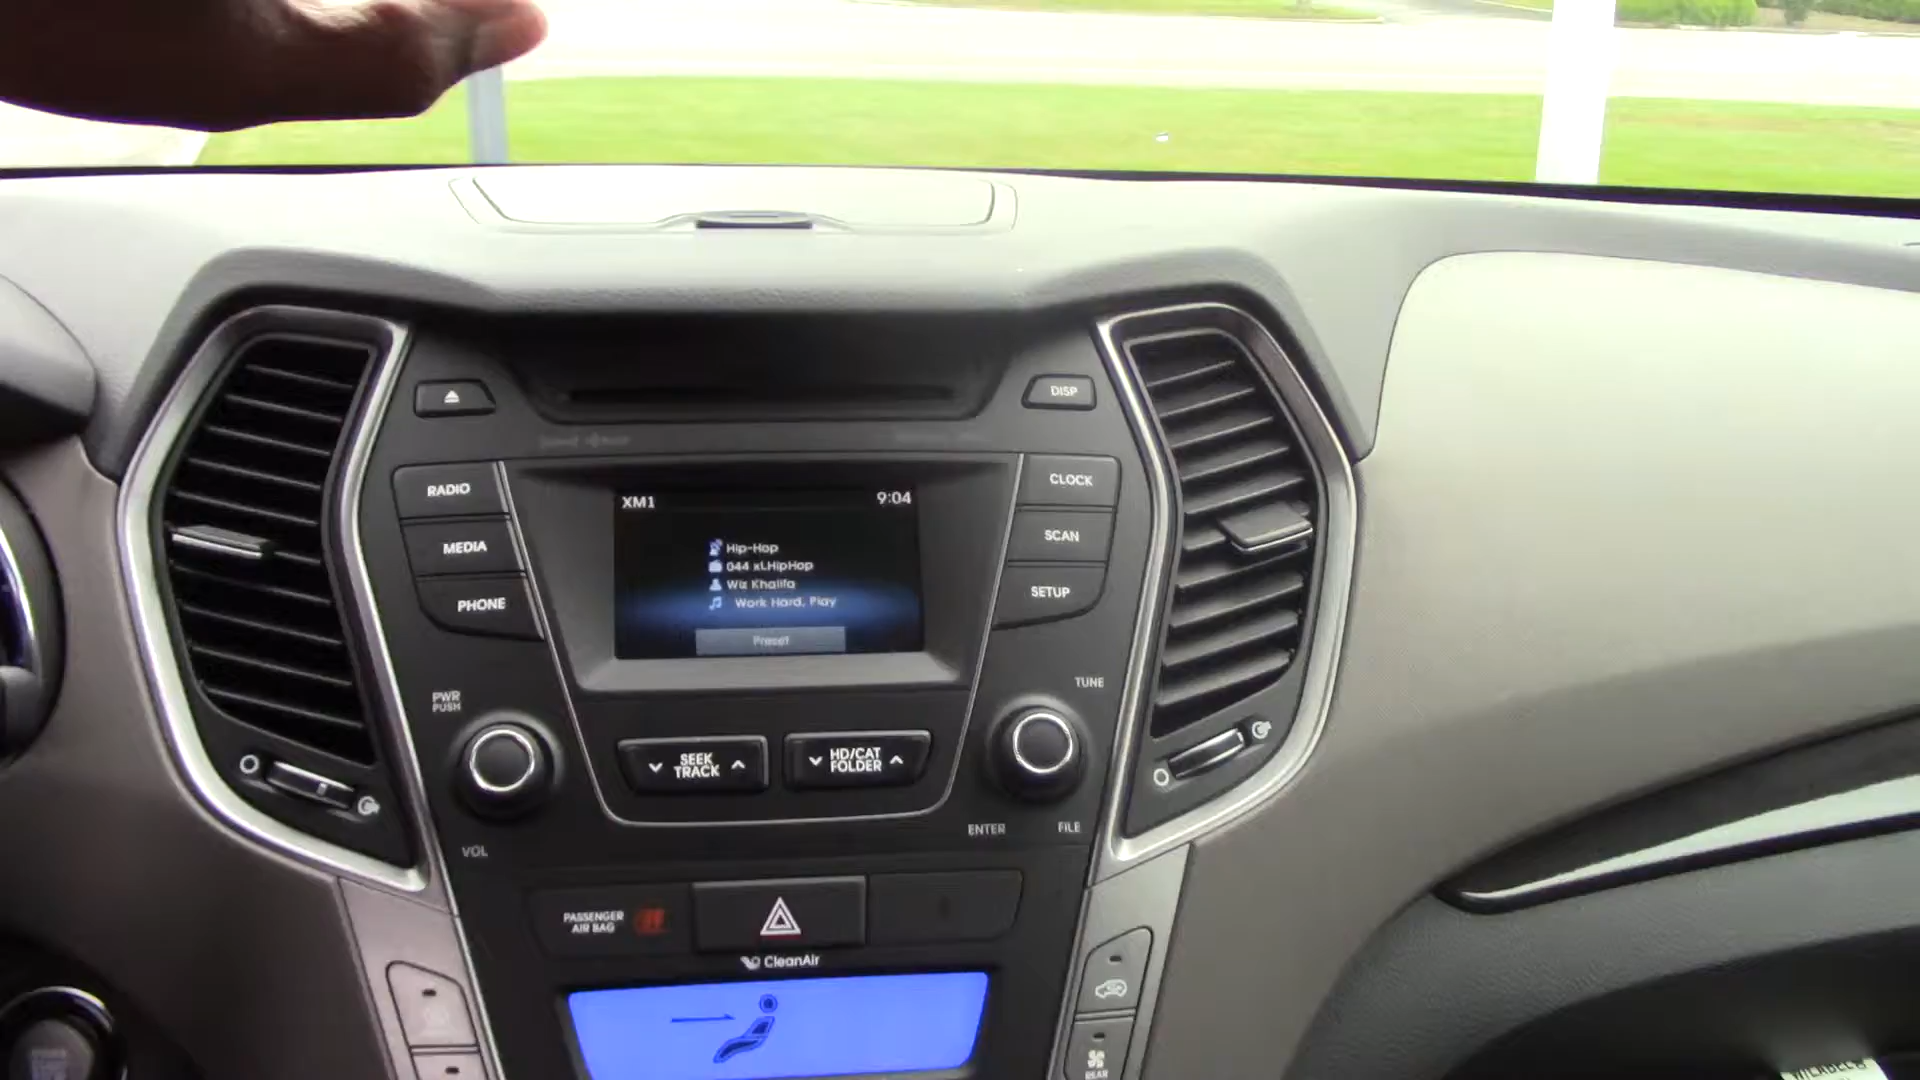 DISP
RADIO
MEDIA
PHONE
XM1
9:04
Hip-Hop
044 xLHipHop
Wiz Khalifa
Work Hard, Play
Preset
CLOCK
SCAN
SETUP
PWR
PUSH
VOL
SEEK
TRACK
HD/CAT
FOLDER
TUNE
ENTER
FILE
PASSENGER
AIR BAG
CleanAir
REAR